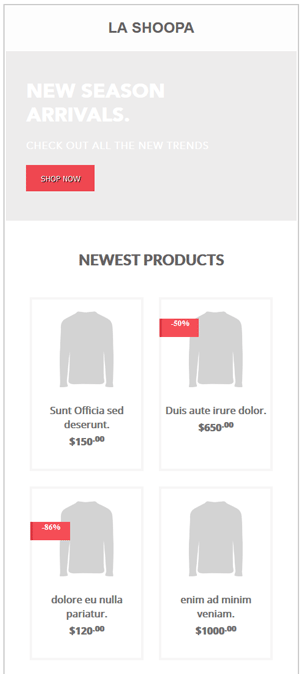 LA SHOOPA
NEW SEASON
ARRIVALS.
CHECK OUT ALL THE NEW TRENDS
SHOP NOW
NEWEST PRODUCTS
Sunt Officia sed
deserunt.
$150.00
-50%
Duis aute irure dolor.
$650.00
-86%
dolore eu nulla
pariatur.
$120.00
enim ad minim
veniam.
$1000.00